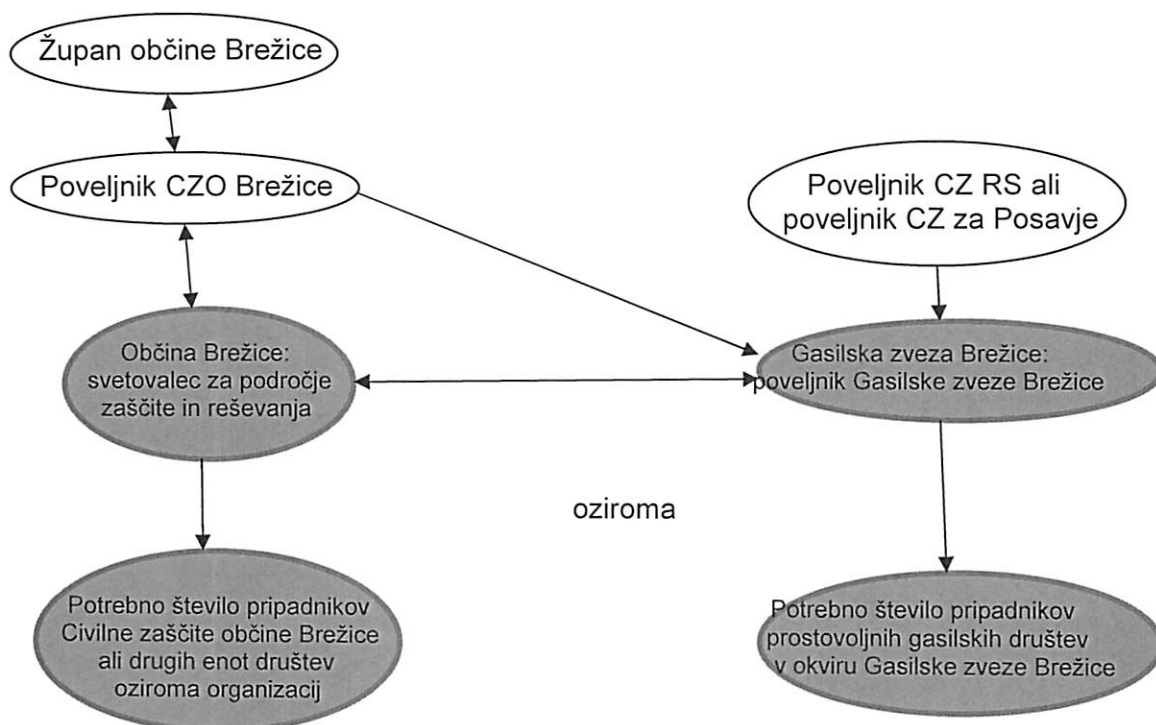 Župan občine Brežice
Poveljnik CZO Brežice
Poveljnik CZ RS ali
poveljnik CZ za Posavje
Občina Brežice:
svetovalec za področje
zaščite in reševanja
Gasilska zveza Brežice:
poveljnik Gasilske zveze Brežice
oziroma
Potrebno število pripadnikov
Civilne zaščite občine Brežice
ali drugih enot društev
oziroma organizacij
Potrebno število pripadnikov
prostovoljnih gasilskih društev
v okviru Gasilske zveze Brežice